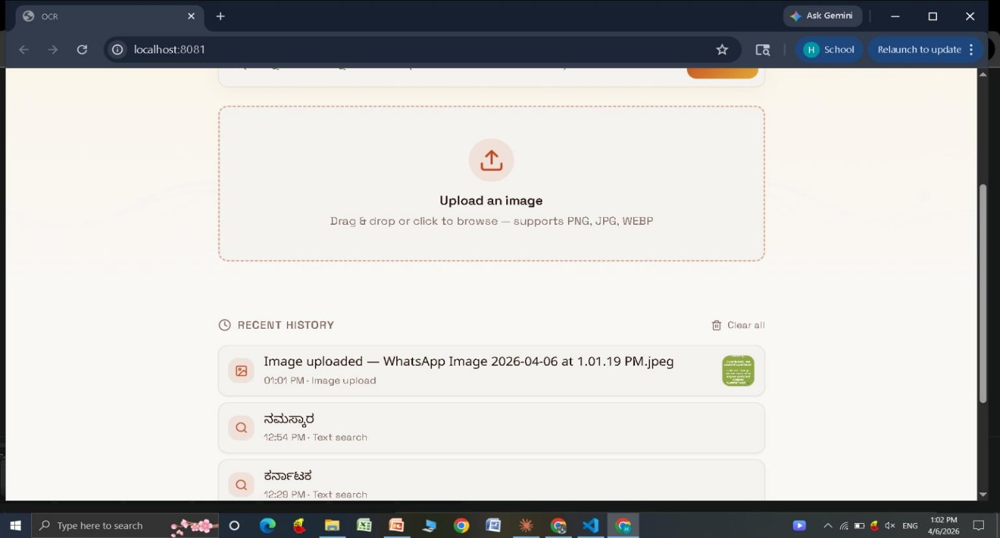 OCR
Ask Gemini
localhost:8081
H School
Relaunch to update
Upload an image
Drag & drop or click to browse — supports PNG, JPG, WEBP
RECENT HISTORY
Clear all
Image uploaded — WhatsApp Image 2026-04-06 at 1.01.19 PM.jpeg
01:01 PM · Image upload
ನಮಸ್ಕಾರ
12:54 PM · Text search
ಕರ್ನಾಟಕ
12:29 PM · Text search
Type here to search
ENG
1:02 PM
4/6/2026